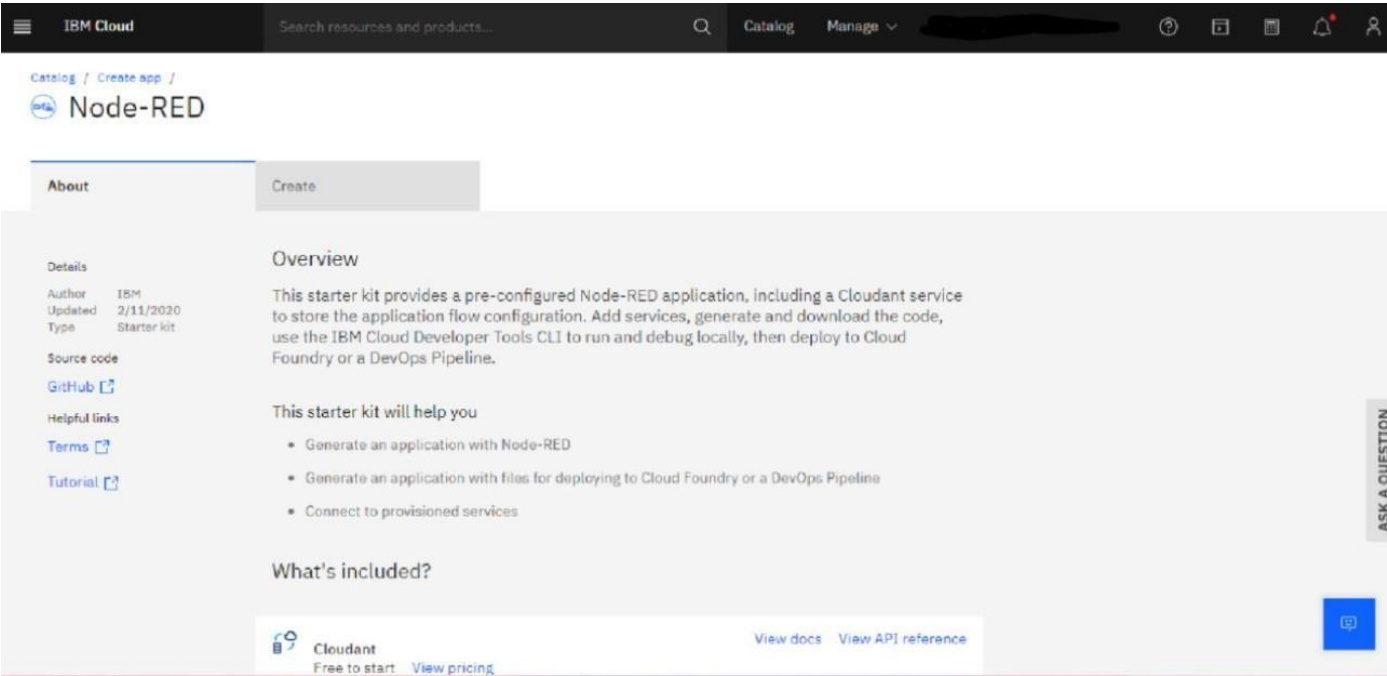 IBM Cloud
Search resources and products...
Catalog
Manage
Catalog / Create app /
Node-RED
About
Create
Details
Author IBM
Updated 2/11/2020
Type Starter kit
Source code
GitHub
Helpful links
Terms
Tutorial
Overview
This starter kit provides a pre-configured Node-RED application, including a Cloudant service
to store the application flow configuration. Add services, generate and download the code,
use the IBM Cloud Developer Tools CLI to run and debug locally, then deploy to Cloud
Foundry or a DevOps Pipeline.
This starter kit will help you
• Generate an application with Node-RED
• Generate an application with files for deploying to Cloud Foundry or a DevOps Pipeline
• Connect to provisioned services
What's included?
Cloudant
Free to start View pricing
View docs View API reference
ASK A QUESTION